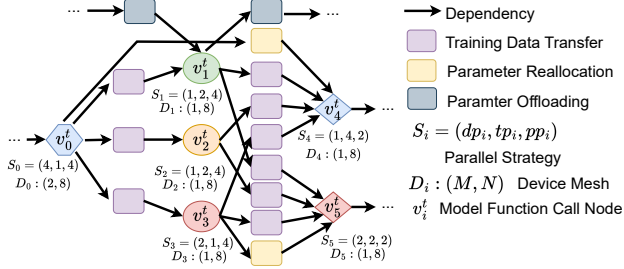 ... ...
v_1^t
S_1 = (1, 2, 4)
D_1 : (1, 8)
... v_0^t
S_0 = (4, 1, 4)
D_0 : (2, 8)
v_2^t
S_2 = (1, 2, 4)
D_2 : (1, 8)
v_3^t
S_3 = (2, 1, 4)
D_3 : (1, 8)
v_4^t ...
S_4 = (1, 4, 2)
D_4 : (1, 8)
v_5^t ...
S_5 = (2, 2, 2)
D_5 : (1, 8)
Dependency
Training Data Transfer
Parameter Reallocation
Paramter Offloading
S_i = (dp_i, tp_i, pp_i)
Parallel Strategy
D_i : (M, N) Device Mesh
v_i^t Model Function Call Node